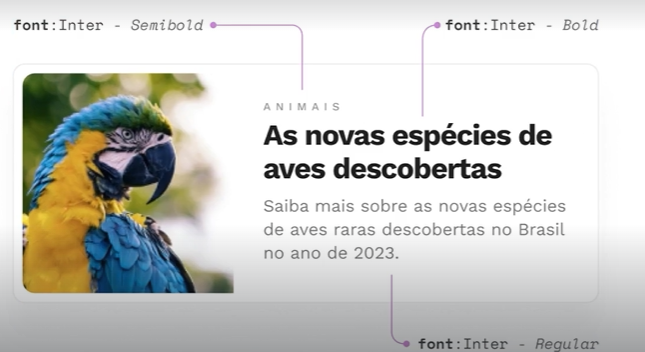 font:Inter - Semibold
font:Inter - Bold
ANIMAIS
As novas espécies de
aves descobertas
Saiba mais sobre as novas espécies
de aves raras descobertas no Brasil
no ano de 2023.
font:Inter - Regular